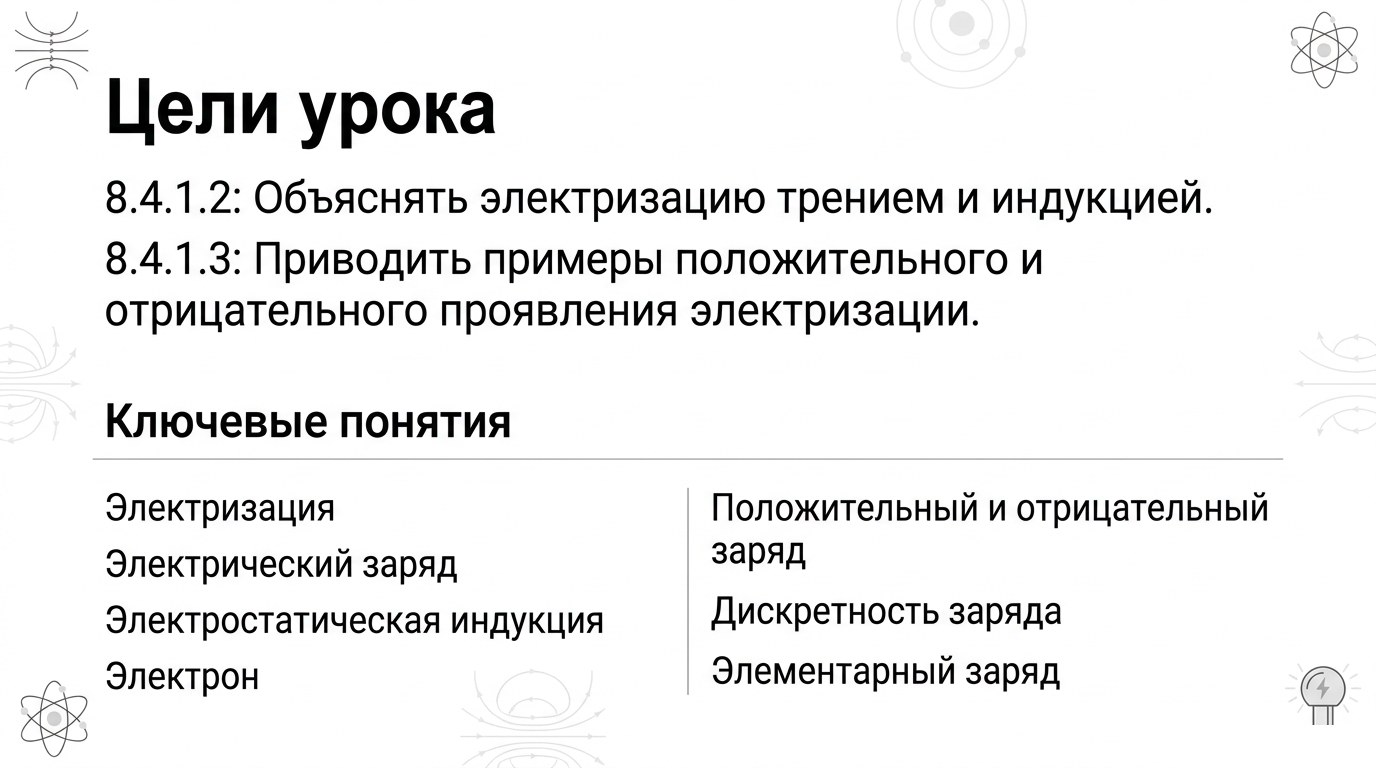 Цели урока
8.4.1.2: Объяснять электризацию трением и индукцией.
8.4.1.3: Приводить примеры положительного и
отрицательного проявления электризации.
Ключевые понятия
Электризация
Электрический заряд
Электростатическая индукция
Электрон
Положительный и отрицательный
заряд
Дискретность заряда
Элементарный заряд